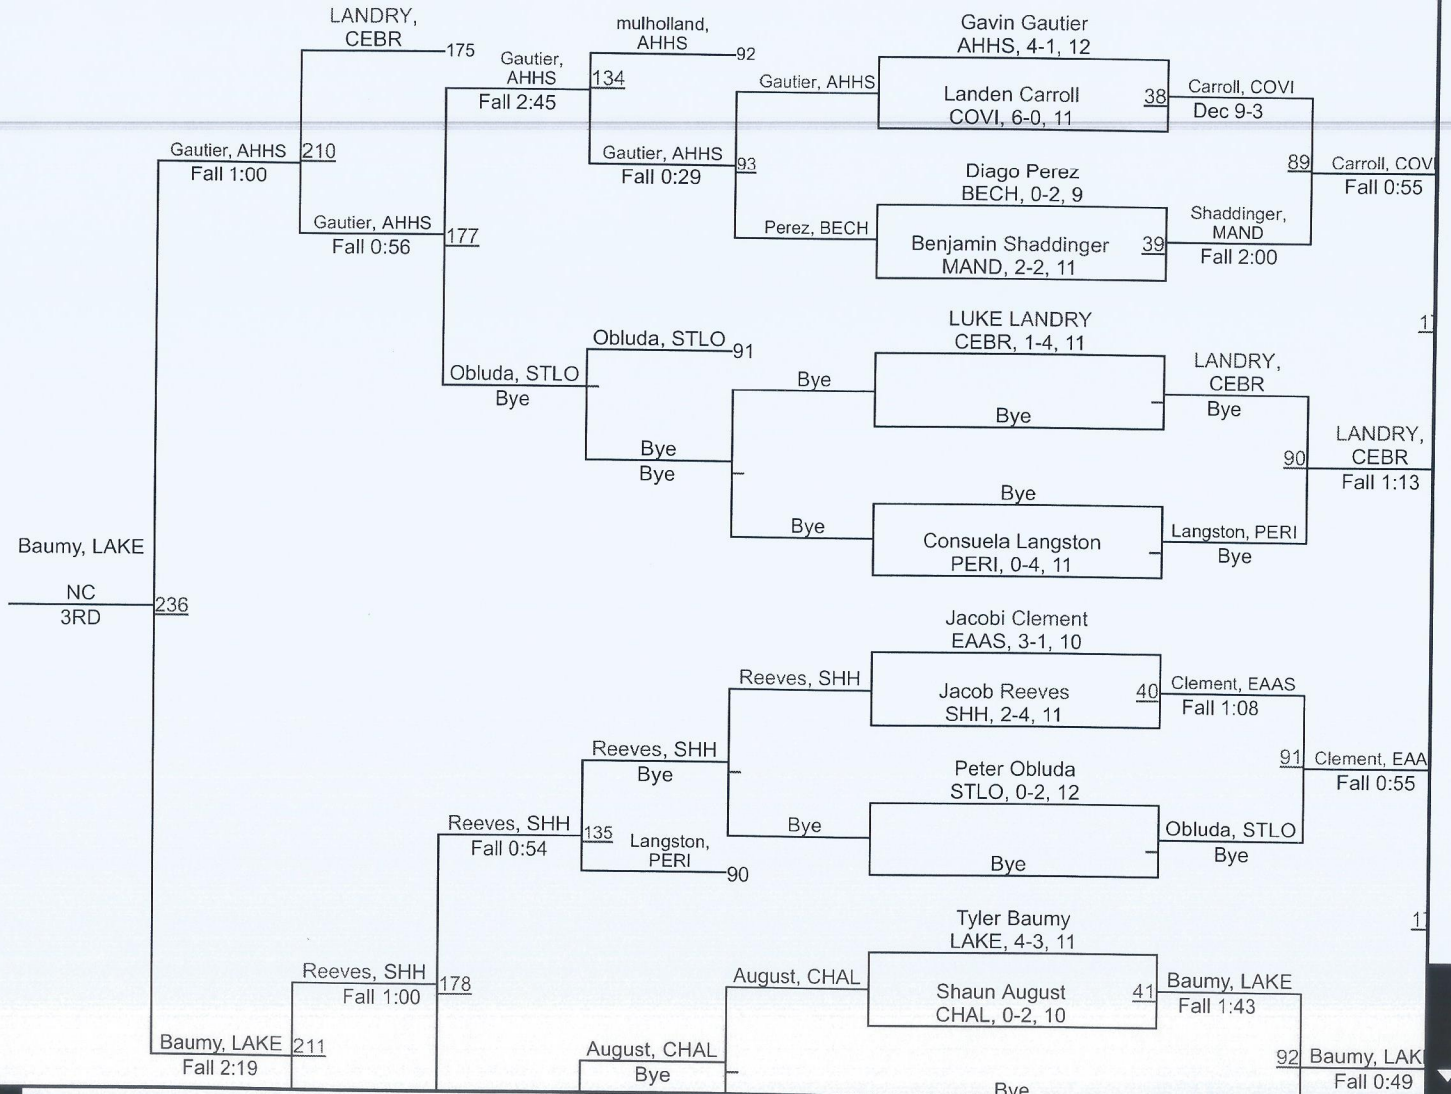 LANDRY,
CEBR
175
Gautier,
AHHS
Fall 2:45
134
mulholland,
AHHS
92
Gautier, AHHS
Gavin Gautier
AHHS, 4-1, 12
Landen Carroll
COVI, 6-0, 11
38
Carroll, COVI
Dec 9-3
Gautier, AHHS
Fall 1:00
210
Gautier, AHHS
Fall 0:29
93
89
Carroll, COVI
Fall 0:55
Diago Perez
BECH, 0-2, 9
Gautier, AHHS
Fall 0:56
177
Perez, BECH
Benjamin Shaddinger
MAND, 2-2, 11
39
Shaddinger,
MAND
Fall 2:00
LUKE LANDRY
CEBR, 1-4, 11
Obluda, STLO
91
Obluda, STLO
Bye
Bye
Bye
LANDRY,
CEBR
Bye
Bye
Bye
90
LANDRY,
CEBR
Fall 1:13
Bye
Bye
Consuela Langston
PERI, 0-4, 11
Langston, PERI
Bye
Baumy, LAKE
NC
3RD
236
Jacobi Clement
EAAS, 3-1, 10
Reeves, SHH
Jacob Reeves
SHH, 2-4, 11
40
Clement, EAAS
Fall 1:08
Reeves, SHH
Bye
91
Clement, EAA
Fall 0:55
Peter Obluda
STLO, 0-2, 12
Reeves, SHH
Fall 0:54
135
Langston,
PERI
90
Bye
Bye
Obluda, STLO
Bye
Tyler Baumy
LAKE, 4-3, 11
Reeves, SHH
Fall 1:00
178
August, CHAL
Shaun August
CHAL, 0-2, 10
41
Baumy, LAKE
Fall 1:43
Baumy, LAKE
Fall 2:19
211
August, CHAL
Bye
92
Baumy, LAK
Fall 0:49
Bye